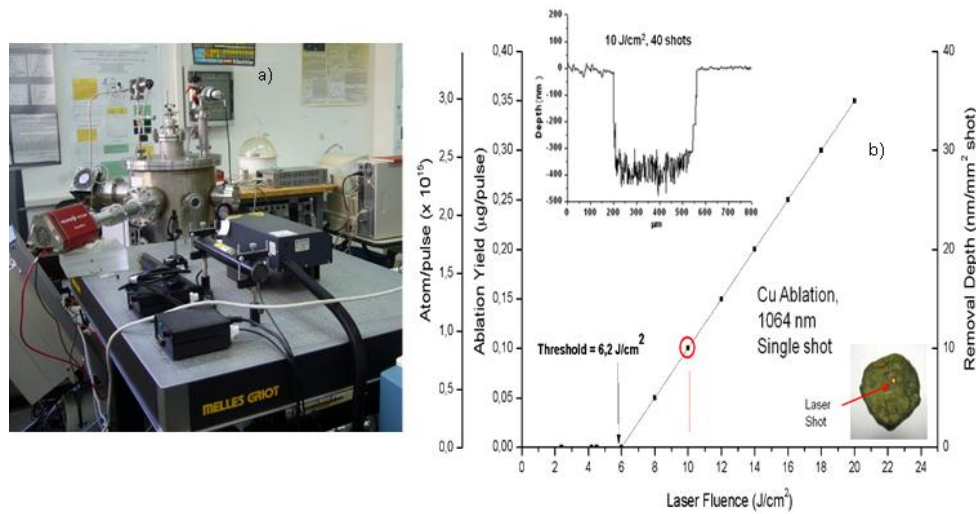 a)
MELLES GRIOT
Atom/pulse (x 10¹⁵)
3,0
2,5
2,0
1,5
1,0
0,5
0,0
Ablation Yield (µg/pulse)
0,40
0,35
0,30
0,25
0,20
0,15
0,10
0,05
0,00
10 J/cm², 40 shots
Depth (nm)
200
100
0
-100
-200
-300
-400
-500
0 100 200 300 400 500 600 700 800
µm
b)
Threshold = 6,2 J/cm²
Cu Ablation,
1064 nm
Single shot
Laser
Shot
40
30
20
10
0
Removal Depth (nm/mm² shot)
0 2 4 6 8 10 12 14 16 18 20 22 24
Laser Fluence (J/cm²)